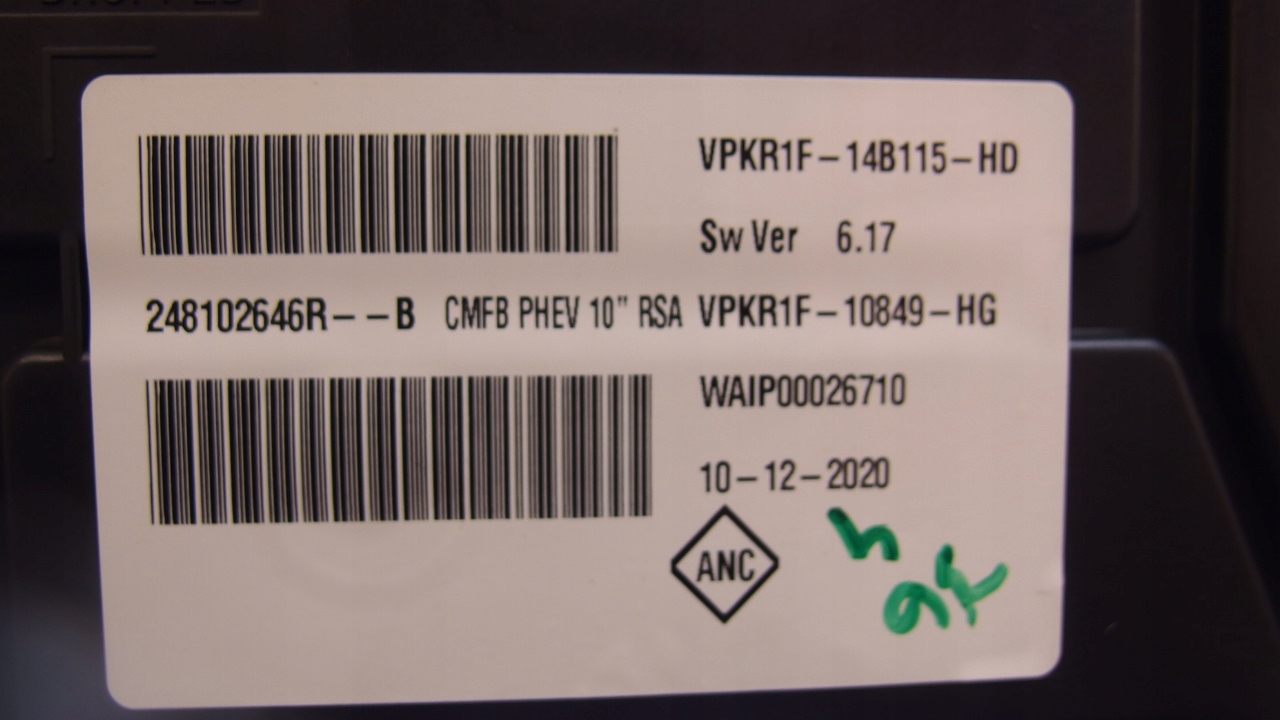 VPKR1F-14B115-HD
Sw Ver 6.17
248102646R--B CMFB PHEV 10" RSA VPKR1F-10849-HG
WAIP00026710
10-12-2020
ANC